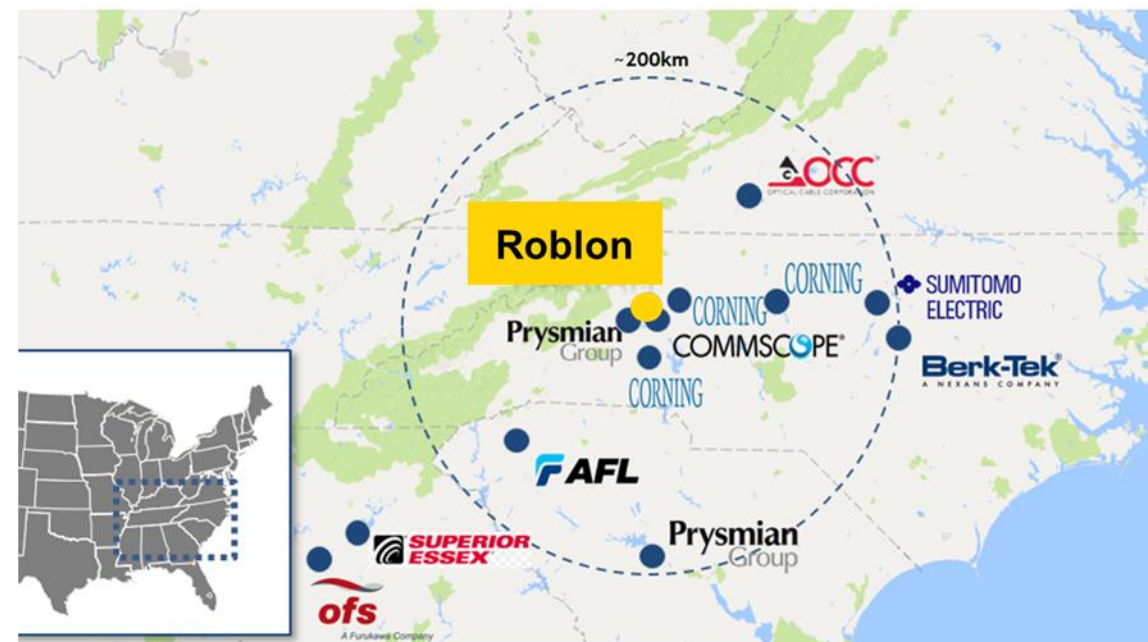 ~200km
OCC
OPTICAL CABLE CORPORATION
Roblon
CORNING
SUMITOMO
ELECTRIC
CORNING
Prysmian
Group
COMMSCOPE®
Berk-Tek
A NEXANS COMPANY
CORNING
AFL
Prysmian
Group
SUPERIOR
ESSEX
ofs
A Furukawa Company